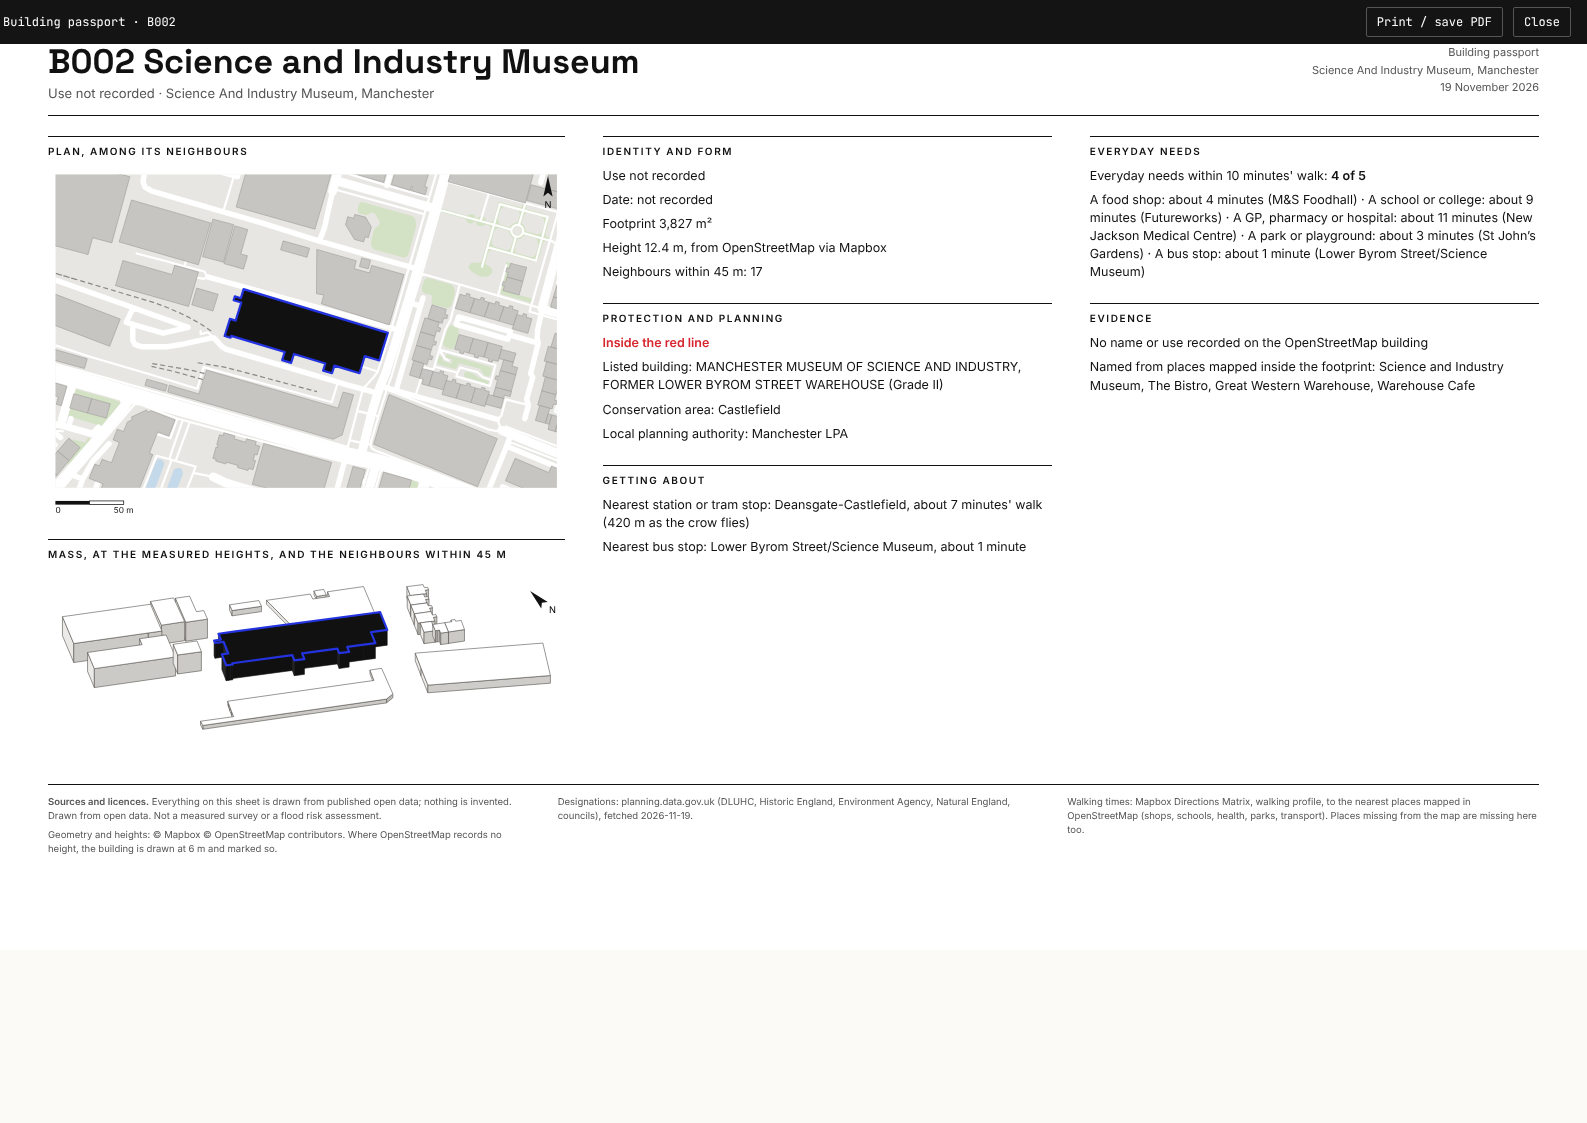 Building passport · B002
Print / save PDF
Close
B002 Science and Industry Museum
Use not recorded · Science And Industry Museum, Manchester
Building passport
Science And Industry Museum, Manchester
19 November 2026
PLAN, AMONG ITS NEIGHBOURS
N
0 50 m
MASS, AT THE MEASURED HEIGHTS, AND THE NEIGHBOURS WITHIN 45 M
N
IDENTITY AND FORM
Use not recorded
Date: not recorded
Footprint 3,827 m²
Height 12.4 m, from OpenStreetMap via Mapbox
Neighbours within 45 m: 17
PROTECTION AND PLANNING
Inside the red line
Listed building: MANCHESTER MUSEUM OF SCIENCE AND INDUSTRY,
FORMER LOWER BYROM STREET WAREHOUSE (Grade II)
Conservation area: Castlefield
Local planning authority: Manchester LPA
GETTING ABOUT
Nearest station or tram stop: Deansgate-Castlefield, about 7 minutes' walk
(420 m as the crow flies)
Nearest bus stop: Lower Byrom Street/Science Museum, about 1 minute
EVERYDAY NEEDS
Everyday needs within 10 minutes' walk: 4 of 5
A food shop: about 4 minutes (M&S Foodhall) · A school or college: about 9
minutes (Futureworks) · A GP, pharmacy or hospital: about 11 minutes (New
Jackson Medical Centre) · A park or playground: about 3 minutes (St John’s
Gardens) · A bus stop: about 1 minute (Lower Byrom Street/Science
Museum)
EVIDENCE
No name or use recorded on the OpenStreetMap building
Named from places mapped inside the footprint: Science and Industry
Museum, The Bistro, Great Western Warehouse, Warehouse Cafe
Sources and licences. Everything on this sheet is drawn from published open data; nothing is invented.
Drawn from open data. Not a measured survey or a flood risk assessment.
Geometry and heights: © Mapbox © OpenStreetMap contributors. Where OpenStreetMap records no
height, the building is drawn at 6 m and marked so.
Designations: planning.data.gov.uk (DLUHC, Historic England, Environment Agency, Natural England,
councils), fetched 2026-11-19.
Walking times: Mapbox Directions Matrix, walking profile, to the nearest places mapped in
OpenStreetMap (shops, schools, health, parks, transport). Places missing from the map are missing here
too.